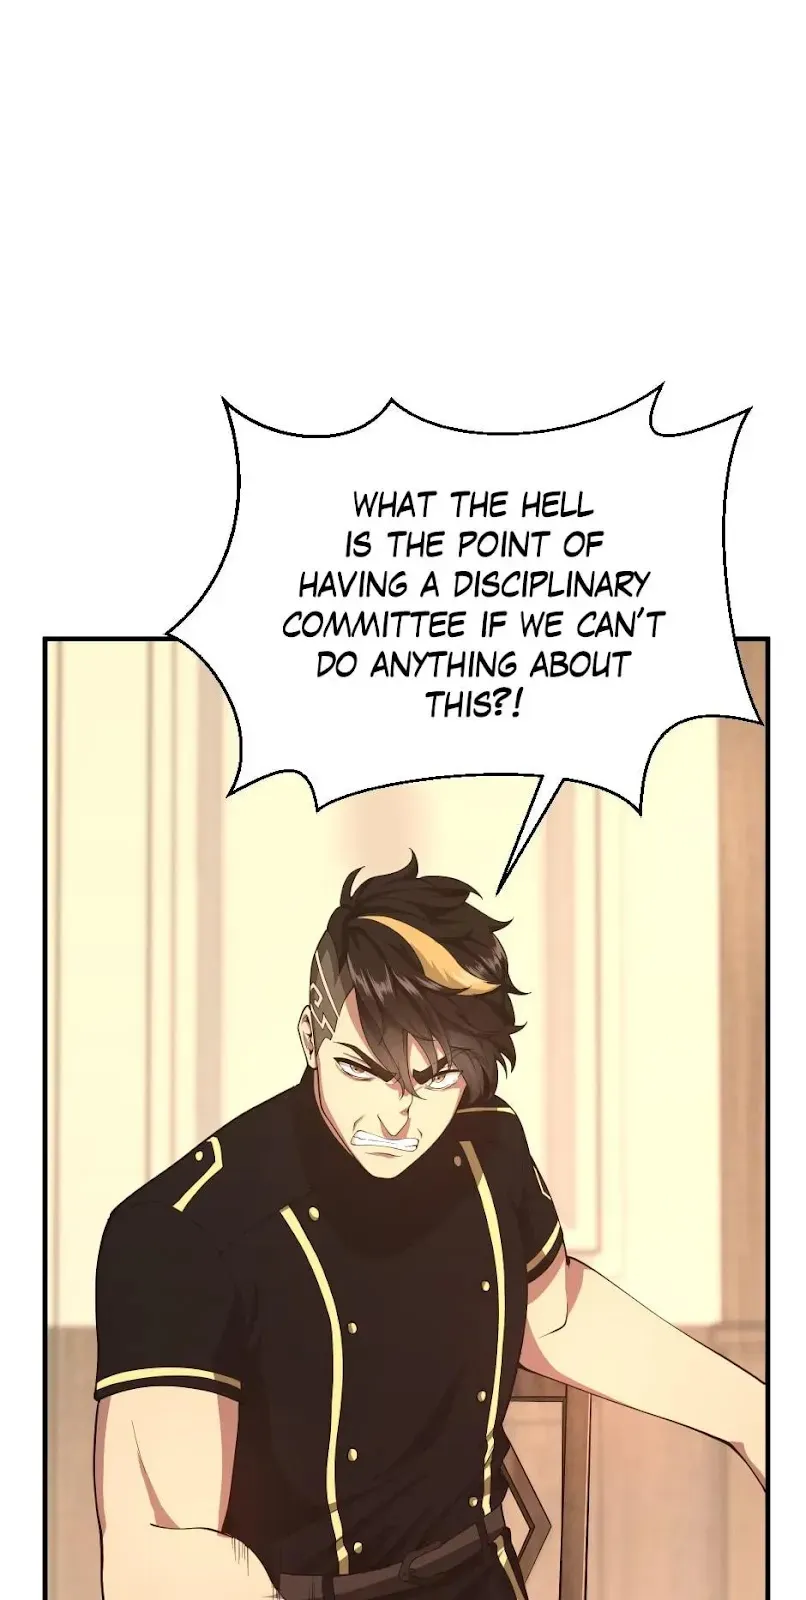 WHAT THE HELL
IS THE POINT OF
HAVING A DISCIPLINARY
COMMITTEE IF WE CAN'T
DO ANYTHING ABOUT
THIS?!